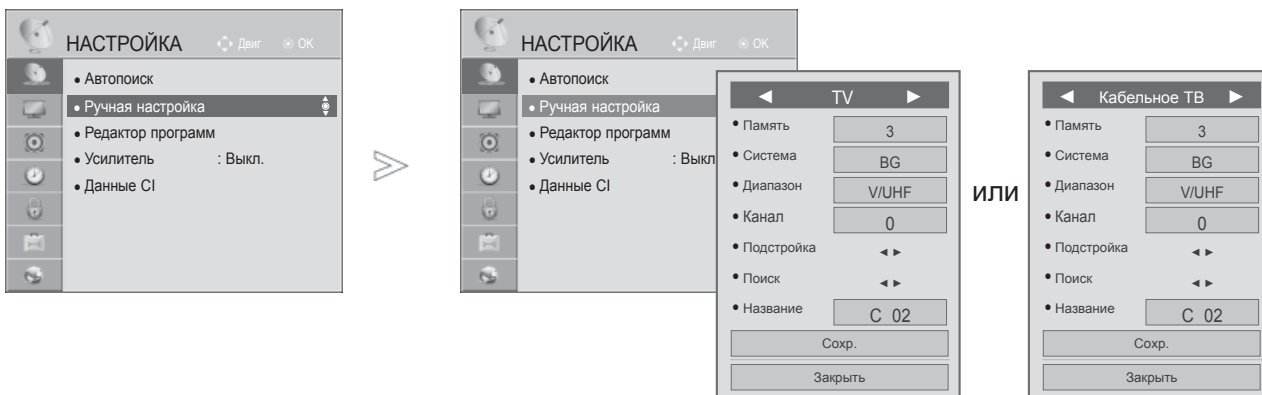 НАСТРОЙКА Двиг ОК
• Автопоиск
• Ручная настройка
• Редактор программ
• Усилитель : Выкл.
• Данные CI
НАСТРОЙКА Двиг ОК
• Автопоиск
• Ручная настройка
• Редактор программ
• Усилитель : Выкл
• Данные CI
◄ TV ►
• Память 3
• Система BG
• Диапазон V/UHF
• Канал 0
• Подстройка ◄ ►
• Поиск ◄ ►
• Название C 02
Сохр.
Закрыть
или
◄ Кабельное ТВ ►
• Память 3
• Система BG
• Диапазон V/UHF
• Канал 0
• Подстройка ◄ ►
• Поиск ◄ ►
• Название C 02
Сохр.
Закрыть